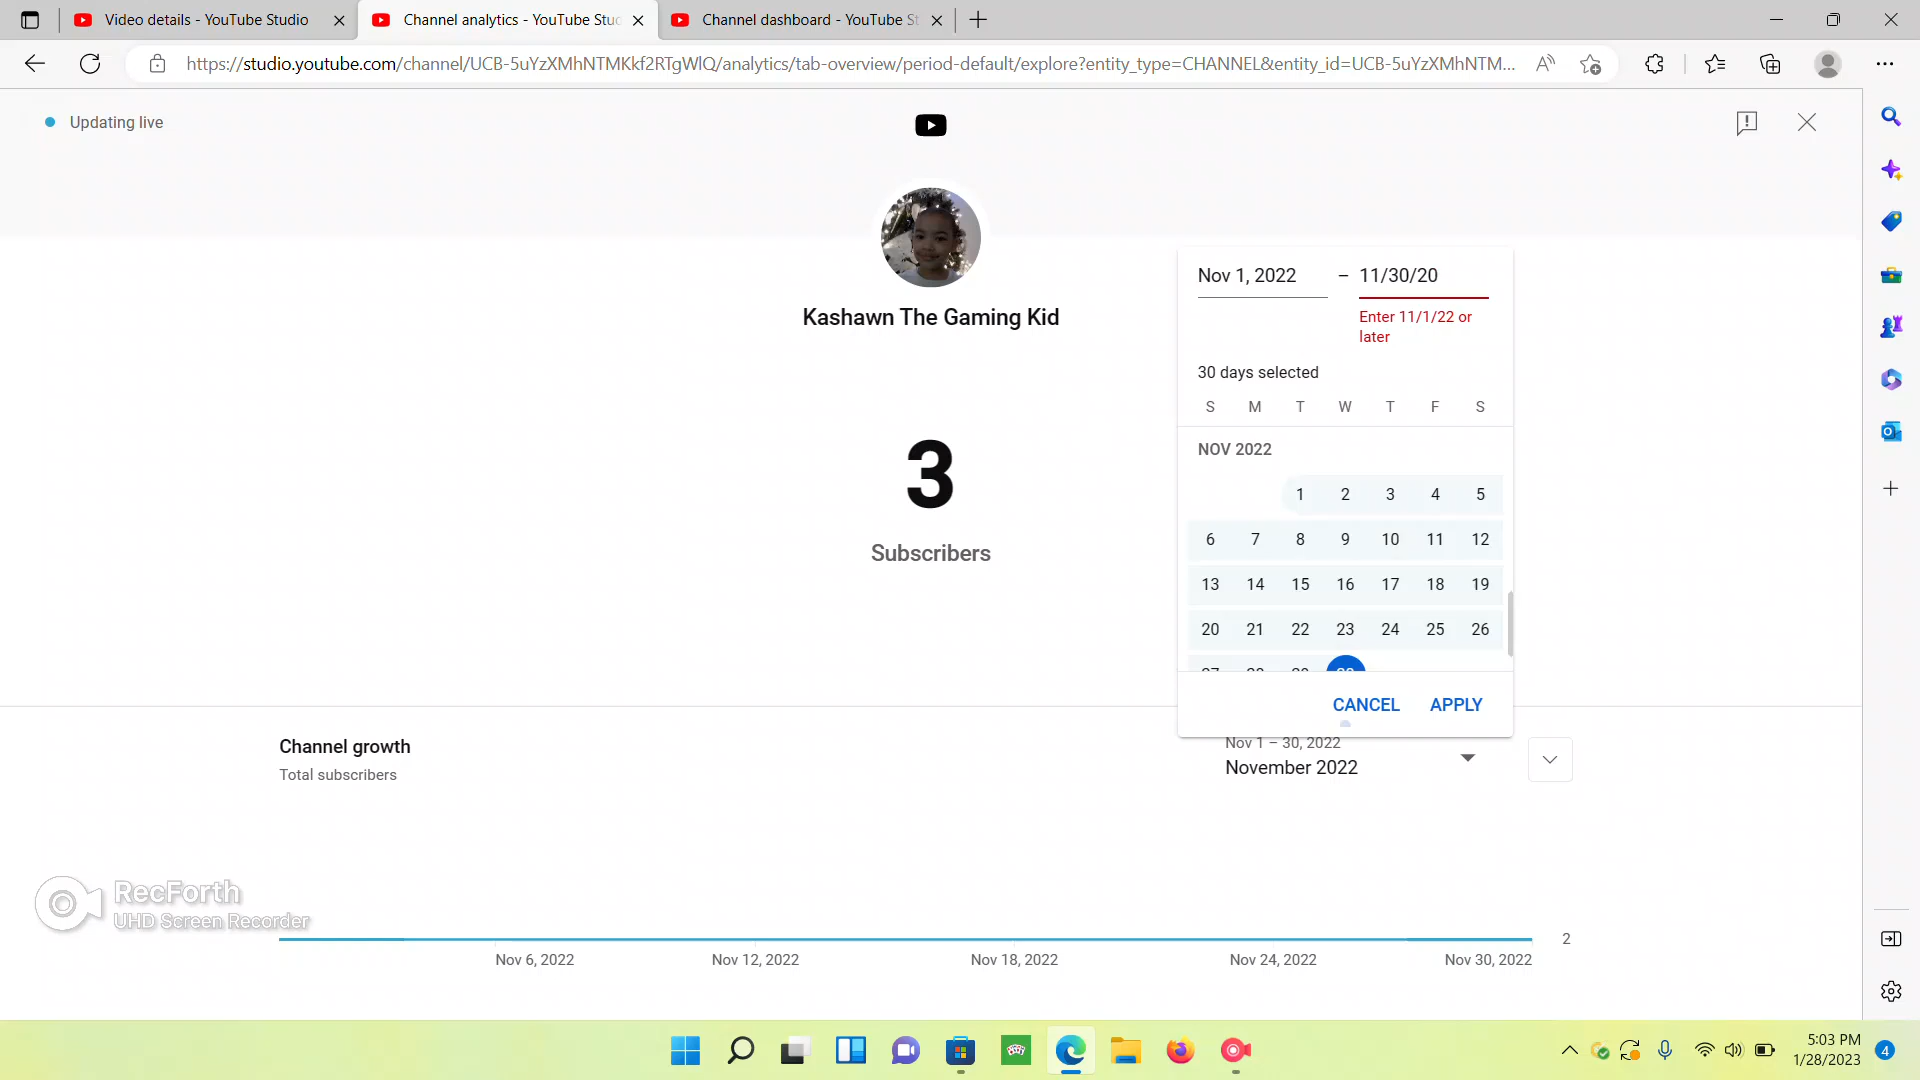 Video details - YouTube Studio
Channel analytics - YouTube Stu
Channel dashboard - YouTube St
https://studio.youtube.com/channel/UCB-5uYzXMhNTMKkf2RTgWlQ/analytics/tab-overview/period-default/explore?entity_type=CHANNEL&entity_id=UCB-5uYzXMhNTM...
Updating live
Kashawn The Gaming Kid
3
Subscribers
Nov 1, 2022 – 11/30/20
Enter 11/1/22 or
later
30 days selected
S M T W T F S
NOV 2022
1 2 3 4 5
6 7 8 9 10 11 12
13 14 15 16 17 18 19
20 21 22 23 24 25 26
27 28 29 30
CANCEL APPLY
Channel growth
Total subscribers
Nov 1 – 30, 2022
November 2022
RecForth
UHD Screen Recorder
2
Nov 6, 2022 Nov 12, 2022 Nov 18, 2022 Nov 24, 2022 Nov 30, 2022
5:03 PM
1/28/2023
4